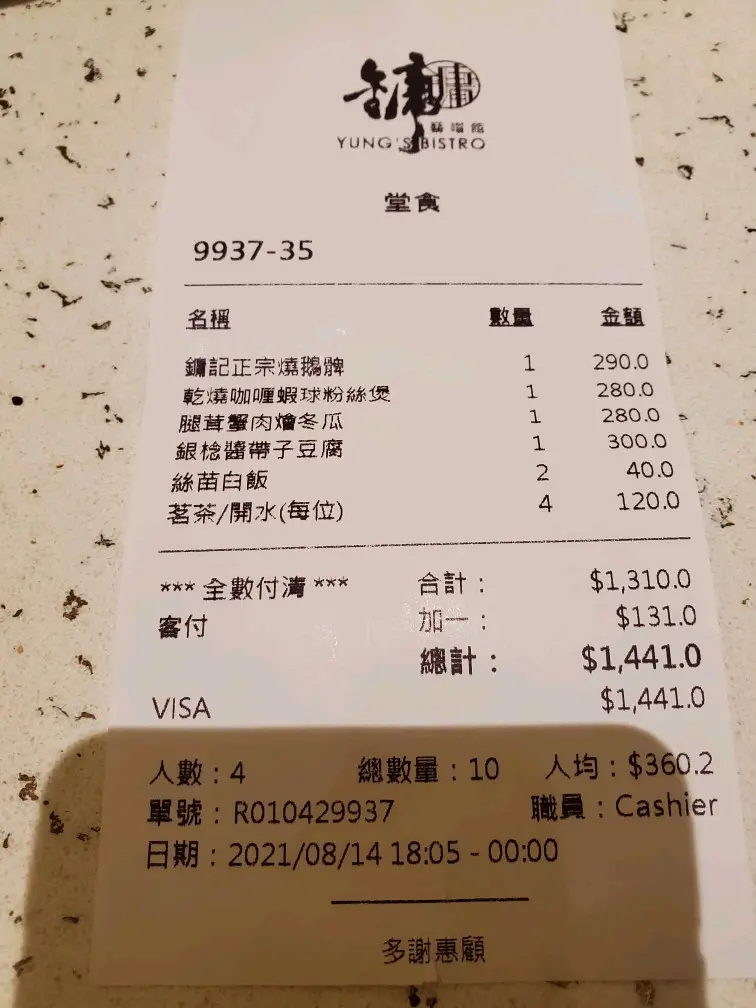 鏞鏞
藝嚐館
YUNG'S BISTRO
堂食
9937-35
名稱 數量 金額
鏞記正宗燒鵝髀 1 290.0
乾燒咖喱蝦球粉絲煲 1 280.0
腿茸蟹肉燴冬瓜 1 280.0
銀稔醬帶子豆腐 1 300.0
絲苗白飯 2 40.0
茗茶/開水(每位) 4 120.0
*** 全數付清 *** 合計： $1,310.0
客付 加一： $131.0
總計： $1,441.0
VISA $1,441.0
人數：4 總數量：10 人均：$360.2
單號：R010429937 職員：Cashier
日期：2021/08/14 18:05 - 00:00
多謝惠顧